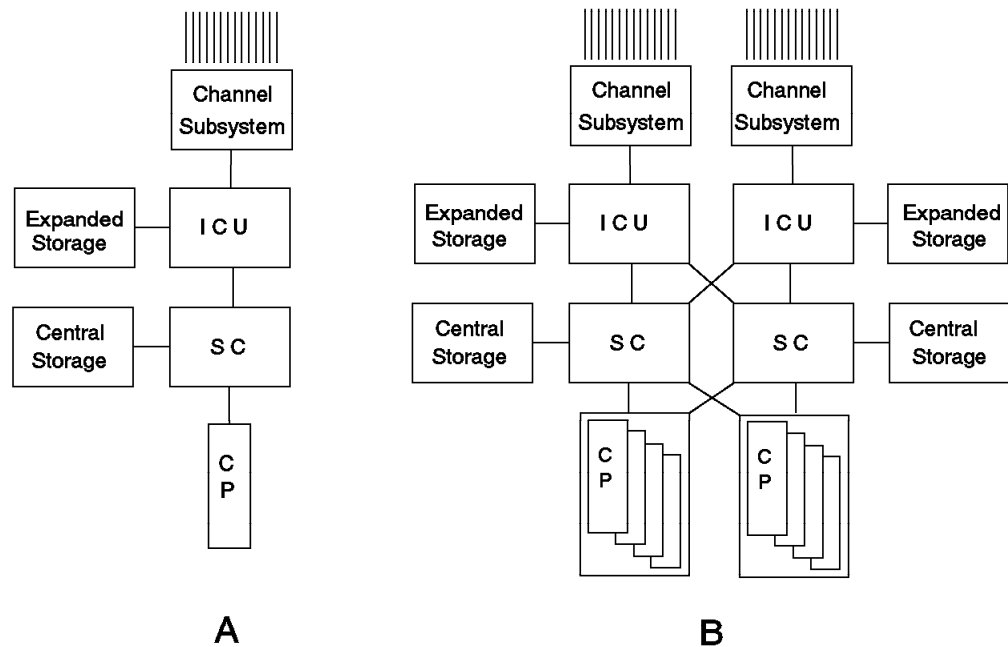 Channel
Subsystem
Expanded
Storage
I C U
Central
Storage
S C
C
P
A
Channel
Subsystem
Channel
Subsystem
Expanded
Storage
I C U
I C U
Expanded
Storage
Central
Storage
S C
S C
Central
Storage
C
P
C
P
B